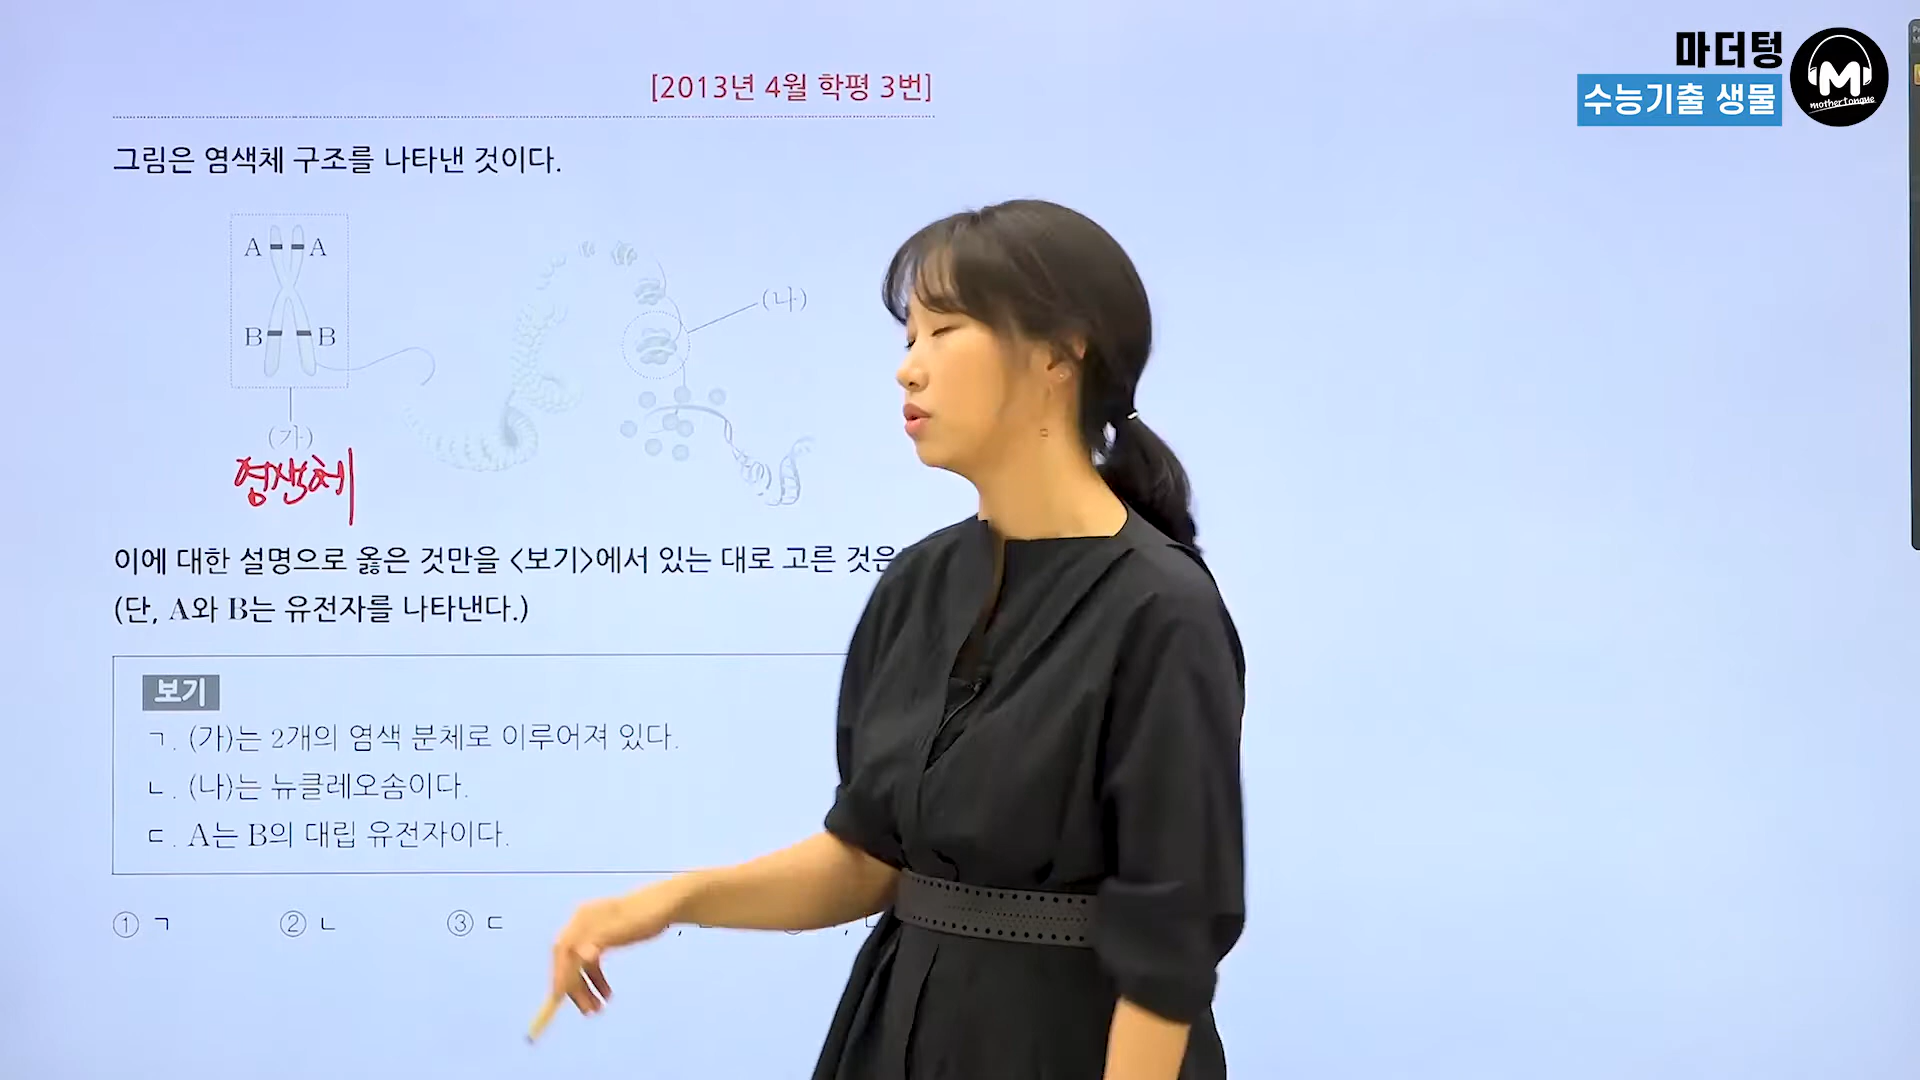 마더텅
수능기출 생물
M
mothertongue
[2013년 4월 학평 3번]
그림은 염색체 구조를 나타낸 것이다.
A A
B B
(가)
(나)
염색체
이에 대한 설명으로 옳은 것만을 <보기>에서 있는 대로 고른 것은
(단, A와 B는 유전자를 나타낸다.)
보기
ㄱ. (가)는 2개의 염색 분체로 이루어져 있다.
ㄴ. (나)는 뉴클레오솜이다.
ㄷ. A는 B의 대립 유전자이다.
① ㄱ ② ㄴ ③ ㄷ